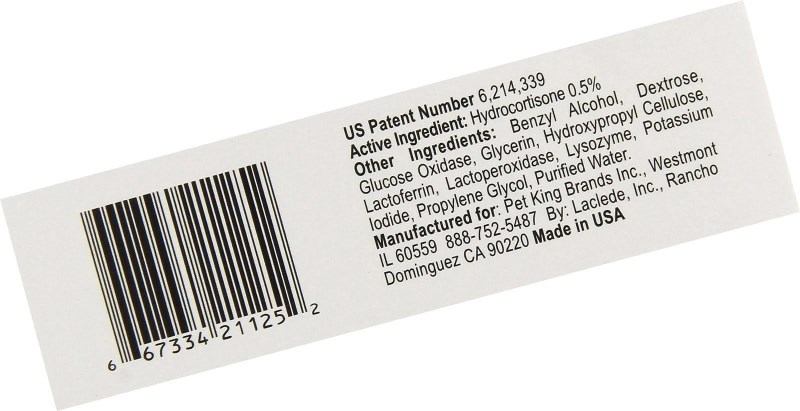 US Patent Number 6,214,339
Active Ingredient: Hydrocortisone 0.5%
Other Ingredients: Benzyl Alcohol, Dextrose,
Glucose Oxidase, Glycerin, Hydroxypropyl Cellulose,
Lactoferrin, Lactoperoxidase, Lysozyme, Potassium
Iodide, Propylene Glycol, Purified Water.
Manufactured for: Pet King Brands Inc., Westmont
IL 60559 888-752-5487 By: Laclede, Inc., Rancho
Dominguez CA 90220 Made in USA
6 67334 21125 2